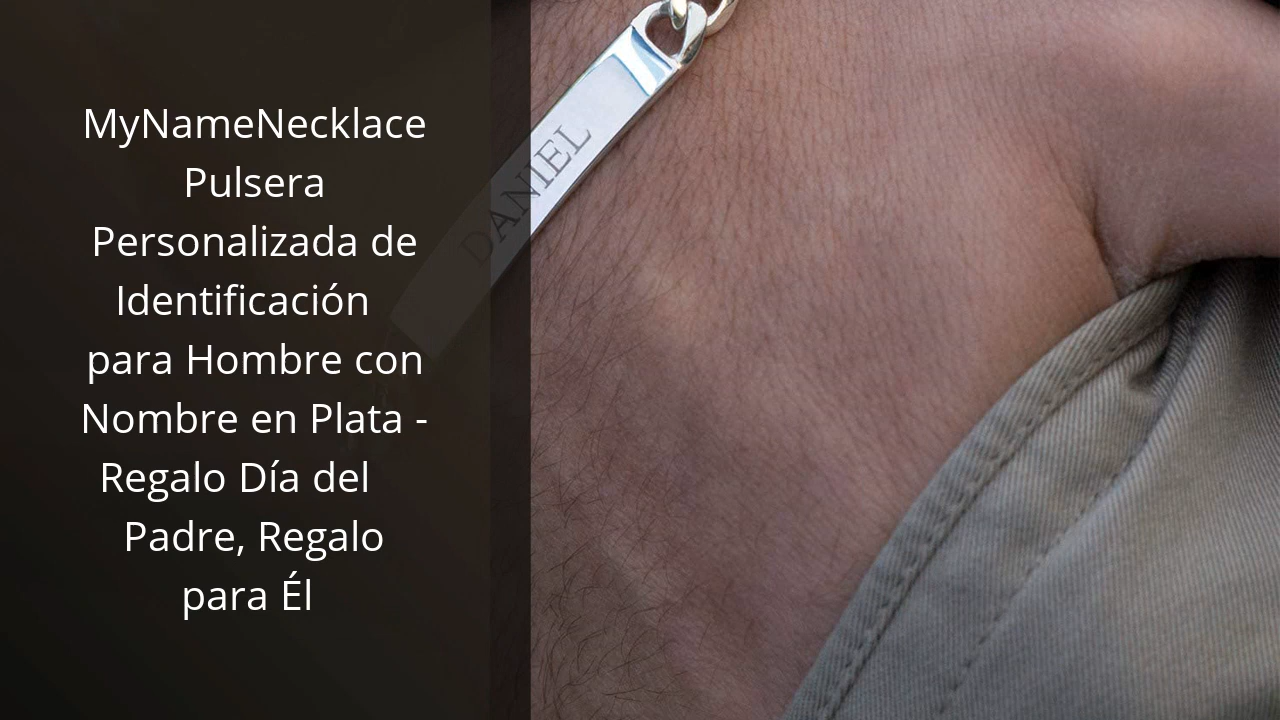 MyNameNecklace
Pulsera
Personalizada de
Identificación
para Hombre con
Nombre en Plata -
Regalo Día del
Padre, Regalo
para Él
DANIEL